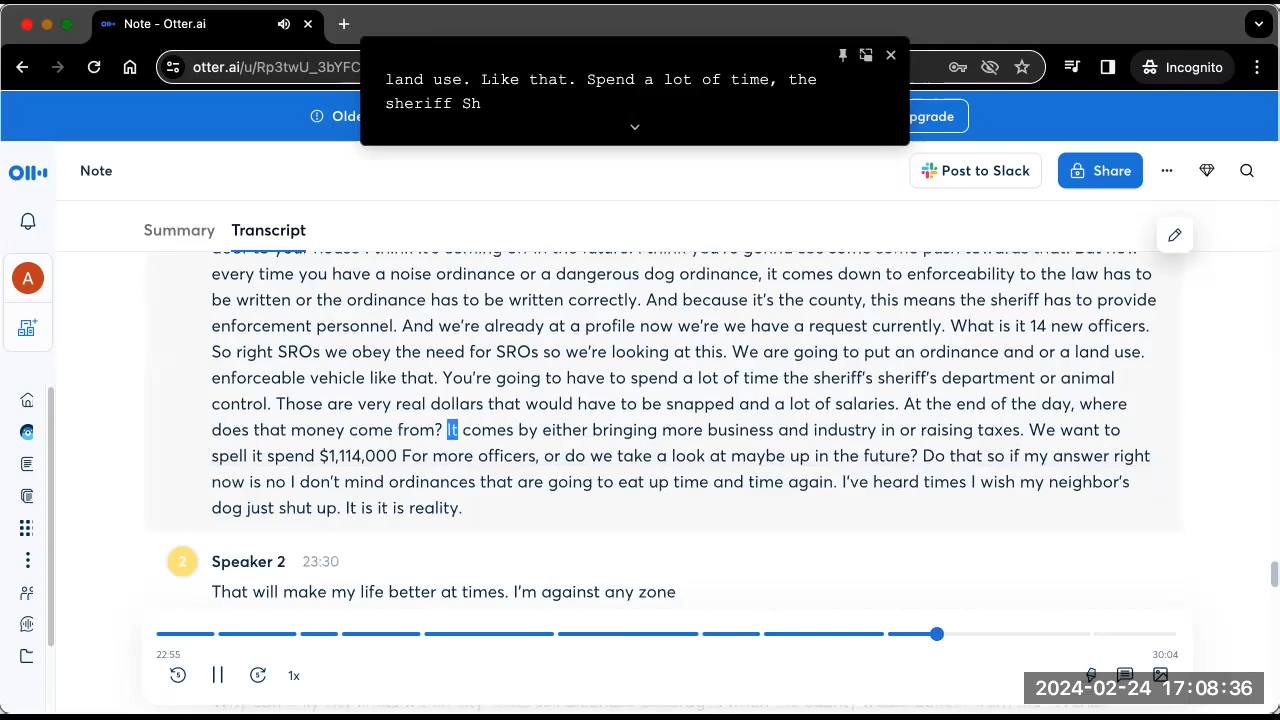 Note - Otter.ai
otter.ai/u/Rp3twU_3bYFC
Incognito
land use. Like that. Spend a lot of time, the
sheriff Sh
Olde
pgrade
Note
Post to Slack
Share
Summary
Transcript
every time you have a noise ordinance or a dangerous dog ordinance, it comes down to enforceability to the law has to
be written or the ordinance has to be written correctly. And because it's the county, this means the sheriff has to provide
enforcement personnel. And we're already at a profile now we're we have a request currently. What is it 14 new officers.
So right SROs we obey the need for SROs so we're looking at this. We are going to put an ordinance and or a land use.
enforceable vehicle like that. You're going to have to spend a lot of time the sheriff's sheriff's department or animal
control. Those are very real dollars that would have to be snapped and a lot of salaries. At the end of the day, where
does that money come from? It comes by either bringing more business and industry in or raising taxes. We want to
spell it spend $1,114,000 For more officers, or do we take a look at maybe up in the future? Do that so if my answer right
now is no I don't mind ordinances that are going to eat up time and time again. I've heard times I wish my neighbor's
dog just shut up. It is it is reality.
A
2
Speaker 2 23:30
That will make my life better at times. I'm against any zone
22:55
30:04
5
5
1x
2024-02-24 17:08:36